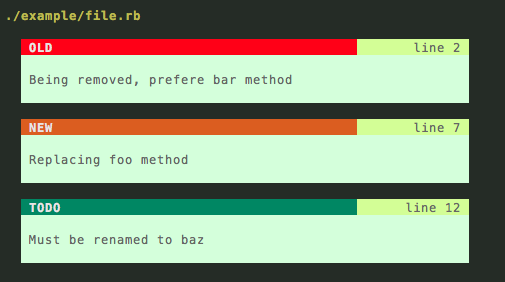 ./example/file.rb
OLD line 2
Being removed, prefere bar method
NEW line 7
Replacing foo method
TODO line 12
Must be renamed to baz